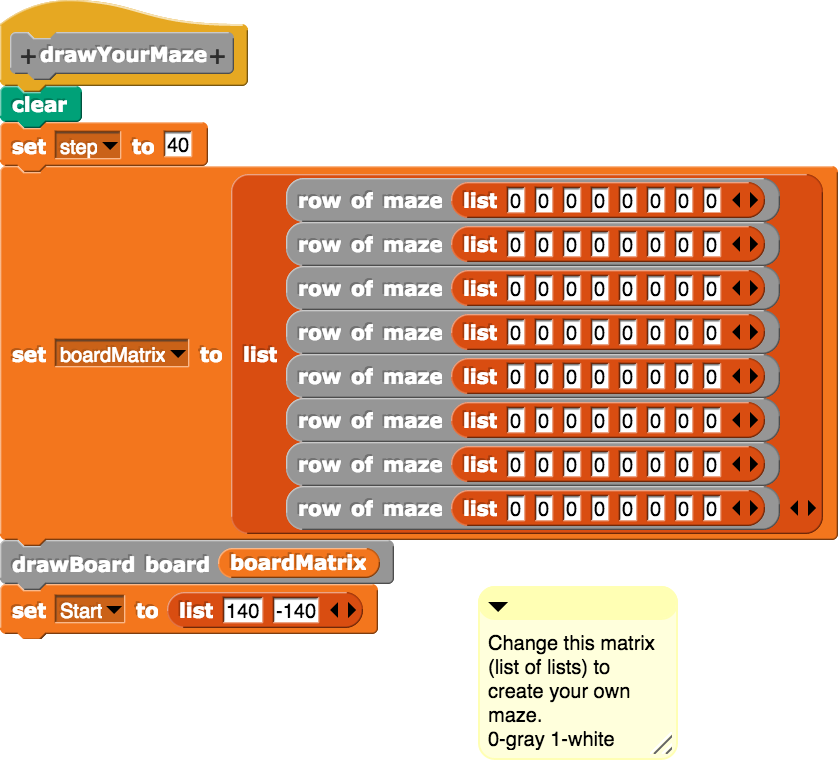 +drawYourMaze+
clear
set step to 40
row of maze list 0 0 0 0 0 0 0 0
row of maze list 0 0 0 0 0 0 0 0
row of maze list 0 0 0 0 0 0 0 0
row of maze list 0 0 0 0 0 0 0 0
set boardMatrix to list
row of maze list 0 0 0 0 0 0 0 0
row of maze list 0 0 0 0 0 0 0 0
row of maze list 0 0 0 0 0 0 0 0
row of maze list 0 0 0 0 0 0 0 0
drawBoard board boardMatrix
set Start to list 140 -140
Change this matrix
(list of lists) to
create your own
maze.
0-gray 1-white